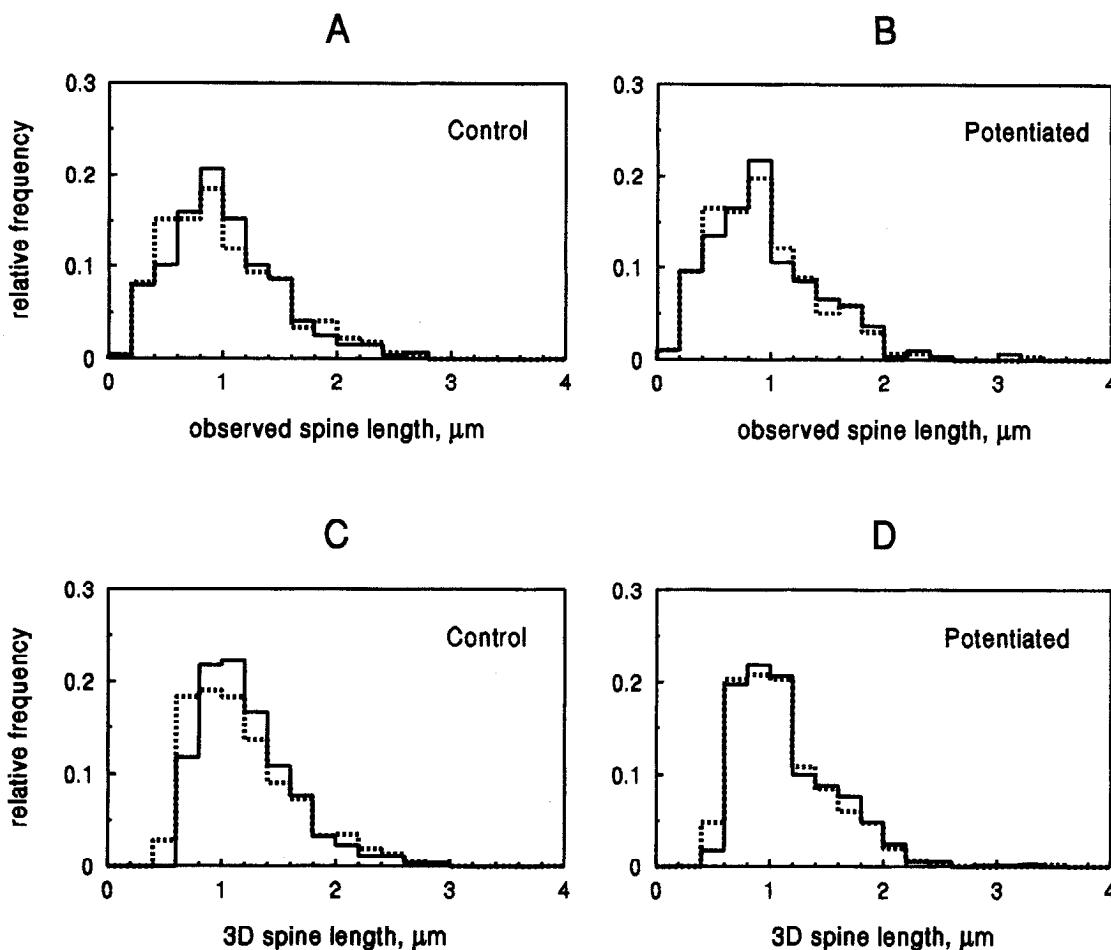 A
B
0.3
0.2
0.1
0
relative frequency
Control
0 1 2 3 4
observed spine length, μm
0.3
0.2
0.1
0
Potentiated
0 1 2 3 4
observed spine length, μm
C
D
0.3
0.2
0.1
0
relative frequency
Control
0 1 2 3 4
3D spine length, μm
0.3
0.2
0.1
0
Potentiated
0 1 2 3 4
3D spine length, μm